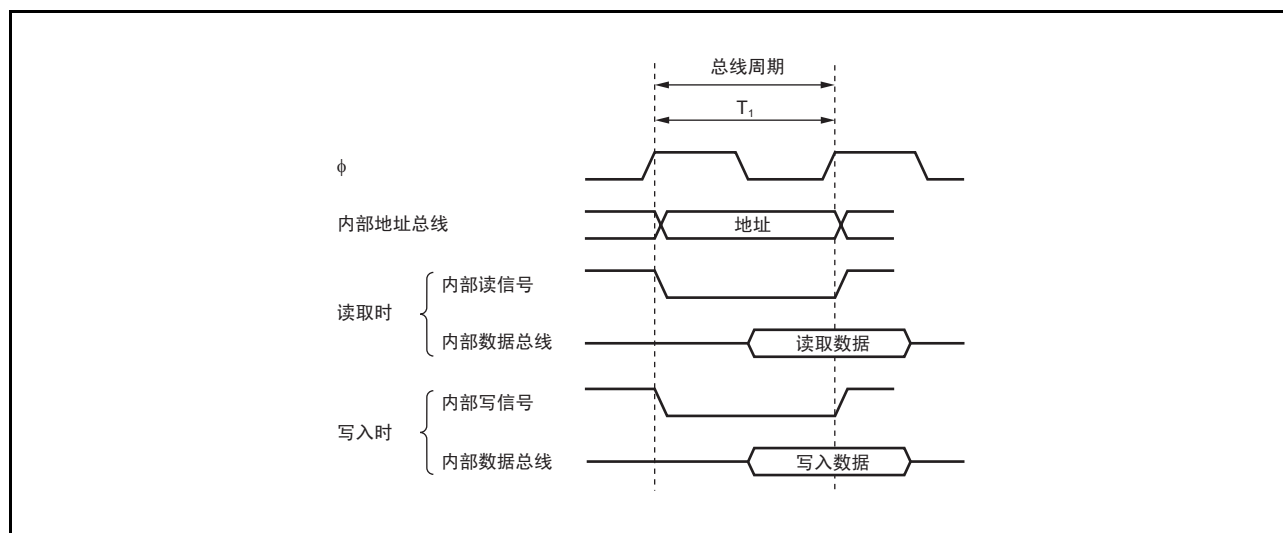 总线周期
T₁
φ
内部地址总线
地址
读取时
内部读信号
内部数据总线
读取数据
写入时
内部写信号
内部数据总线
写入数据